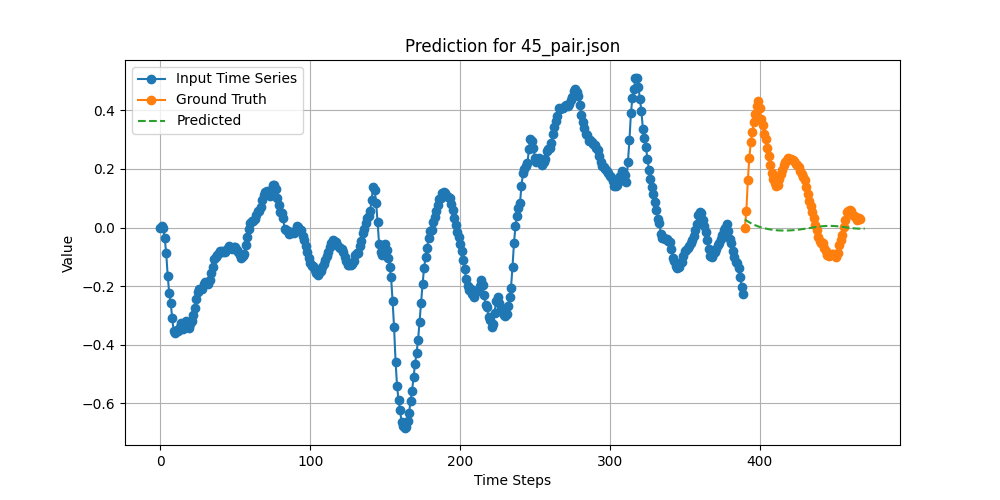 Prediction for 45_pair.json
Input Time Series
Ground Truth
Predicted
Value
0.4
0.2
0.0
−0.2
−0.4
−0.6
0 100 200 300 400
Time Steps